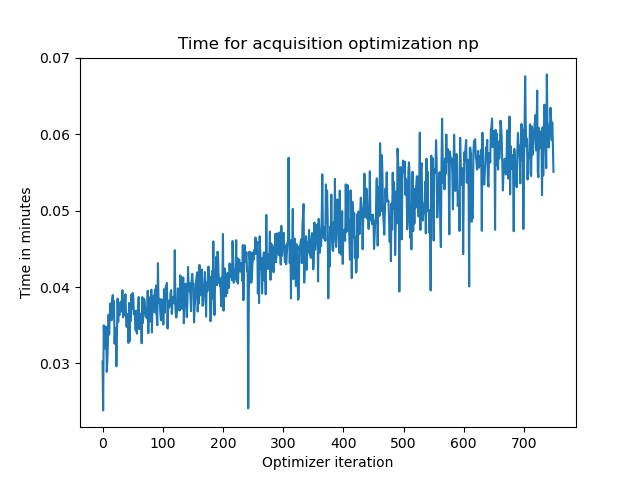 Time for acquisition optimization np
0.07
0.06
0.05
0.04
0.03
Time in minutes
0 100 200 300 400 500 600 700
Optimizer iteration